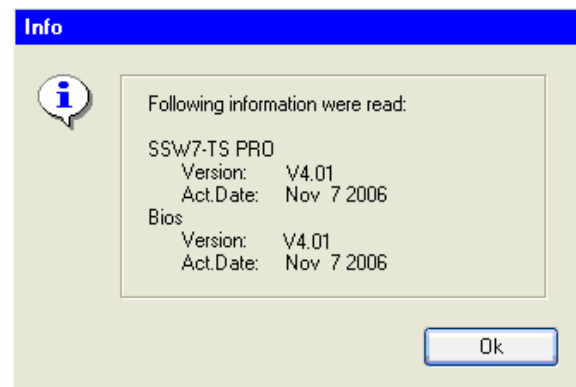 Info
Following information were read:
SSW7-TS PRO
Version: V4.01
Act.Date: Nov 7 2006
Bios
Version: V4.01
Act.Date: Nov 7 2006
Ok